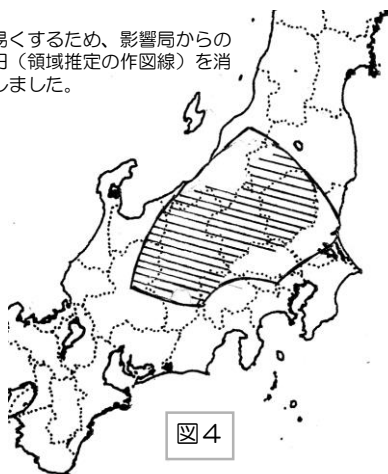 易くするため、影響局からの
円（領域推定の作図線）を消
しました。
図４